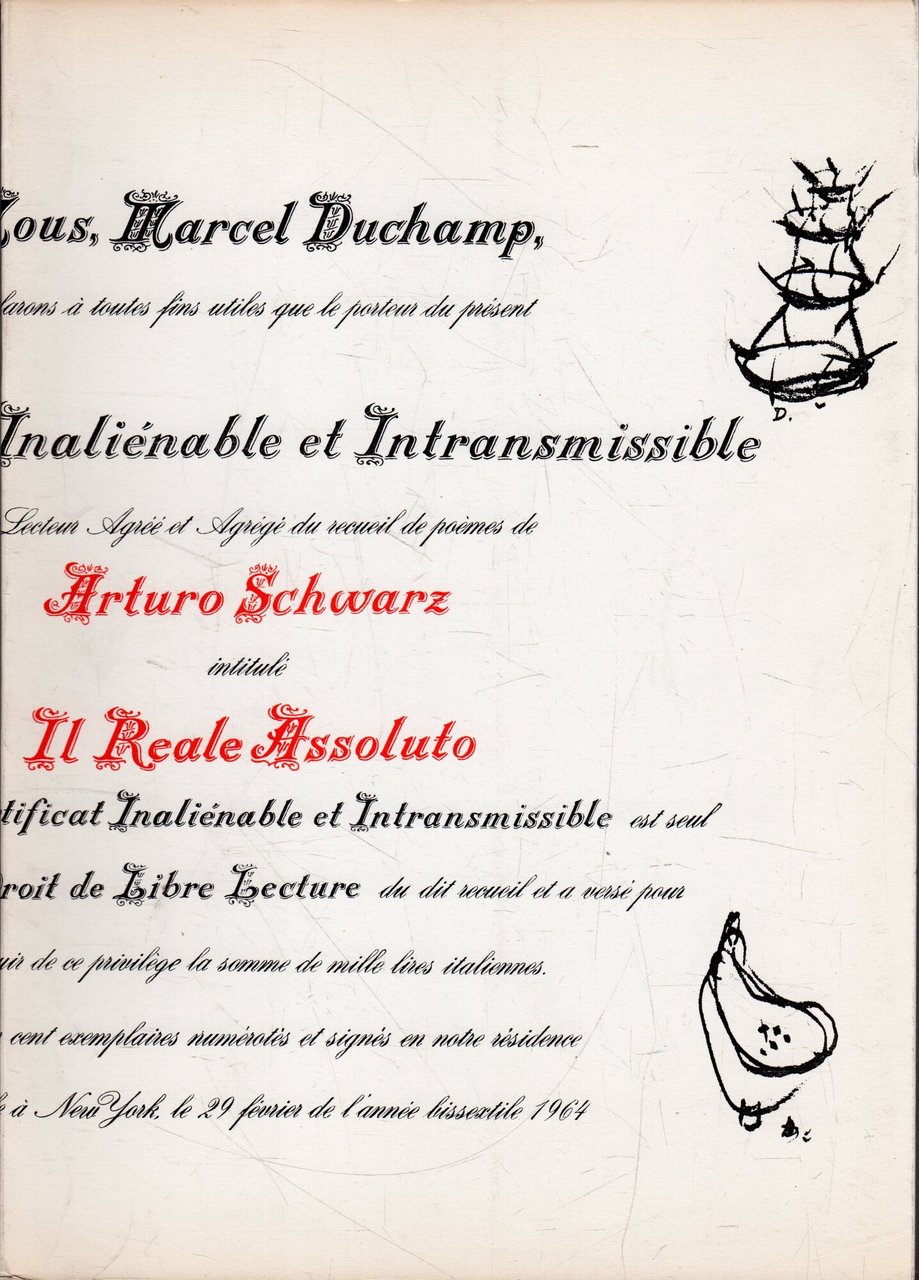 Nous, Marcel Duchamp,
larons à toutes fins utiles que le porteur du présent
D.
Inaliénable et Intransmissible
Lecteur Agréé et Agrégé du recueil de poèmes de
Arturo Schwarz
intitulé
Il Reale Assoluto
tificat Inaliénable et Intransmissible est seul
Droit de Libre Lecture du dit recueil et a versé pour
uir de ce privilège la somme de mille lires italiennes.
cent exemplaires numérotés et signés en notre résidence
e à New York, le 29 février de l'année bissextile 1964